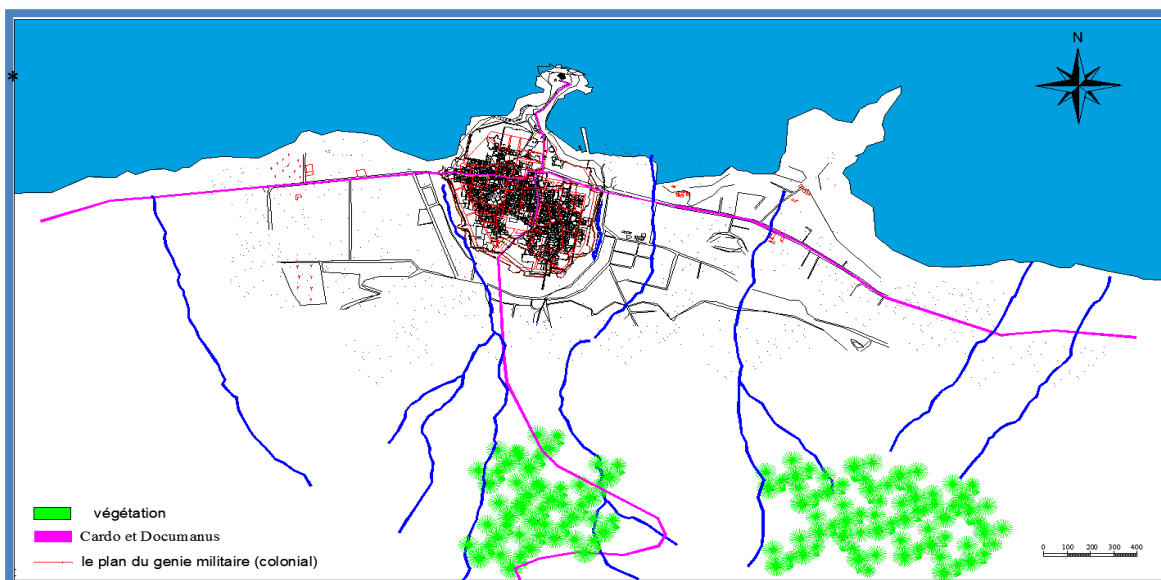 N
*
végétation
Cardo et Documanus
le plan du genie militaire (colonial)
0 100 200 300 400